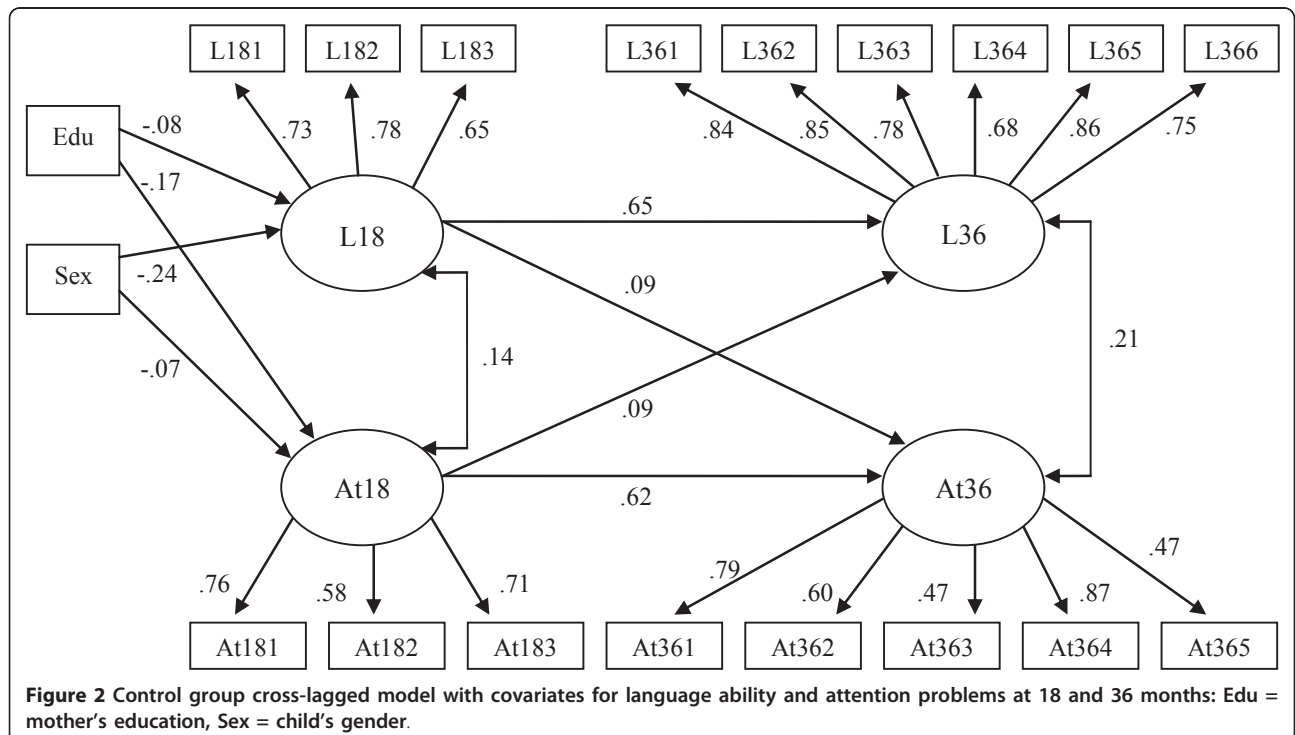 L181 L182 L183 L361 L362 L363 L364 L365 L366
Edu -.08 .73 .78 .65 .84 .85 .78 .68 .86 .75
-.17
L18 .65 L36
Sex -.24 .09
-.07 .14 .21
.09
At18 .62 At36
.76 .58 .71 .79 .60 .47 .87 .47
At181 At182 At183 At361 At362 At363 At364 At365
Figure 2 Control group cross-lagged model with covariates for language ability and attention problems at 18 and 36 months: Edu =
mother's education, Sex = child's gender.